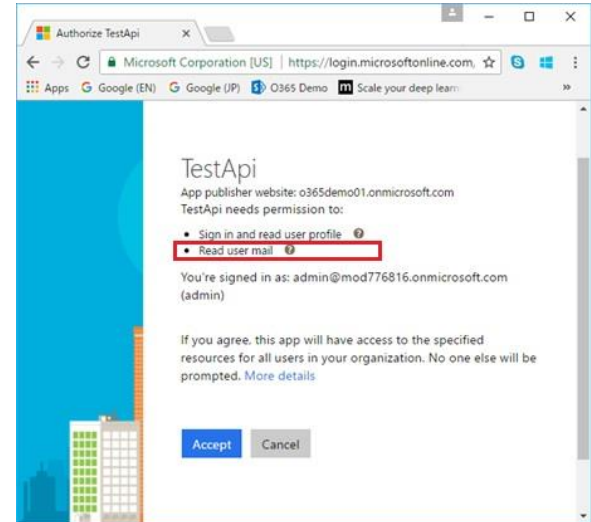 Authorize TestApi
Microsoft Corporation [US] | https://login.microsoftonline.com,
Apps Google (EN) Google (JP) O365 Demo Scale your deep learn
TestApi
App publisher website: o365demo01.onmicrosoft.com
TestApi needs permission to:
• Sign in and read user profile
• Read user mail
You're signed in as: admin@mod776816.onmicrosoft.com
(admin)
If you agree, this app will have access to the specified
resources for all users in your organization. No one else will be
prompted. More details
Accept Cancel